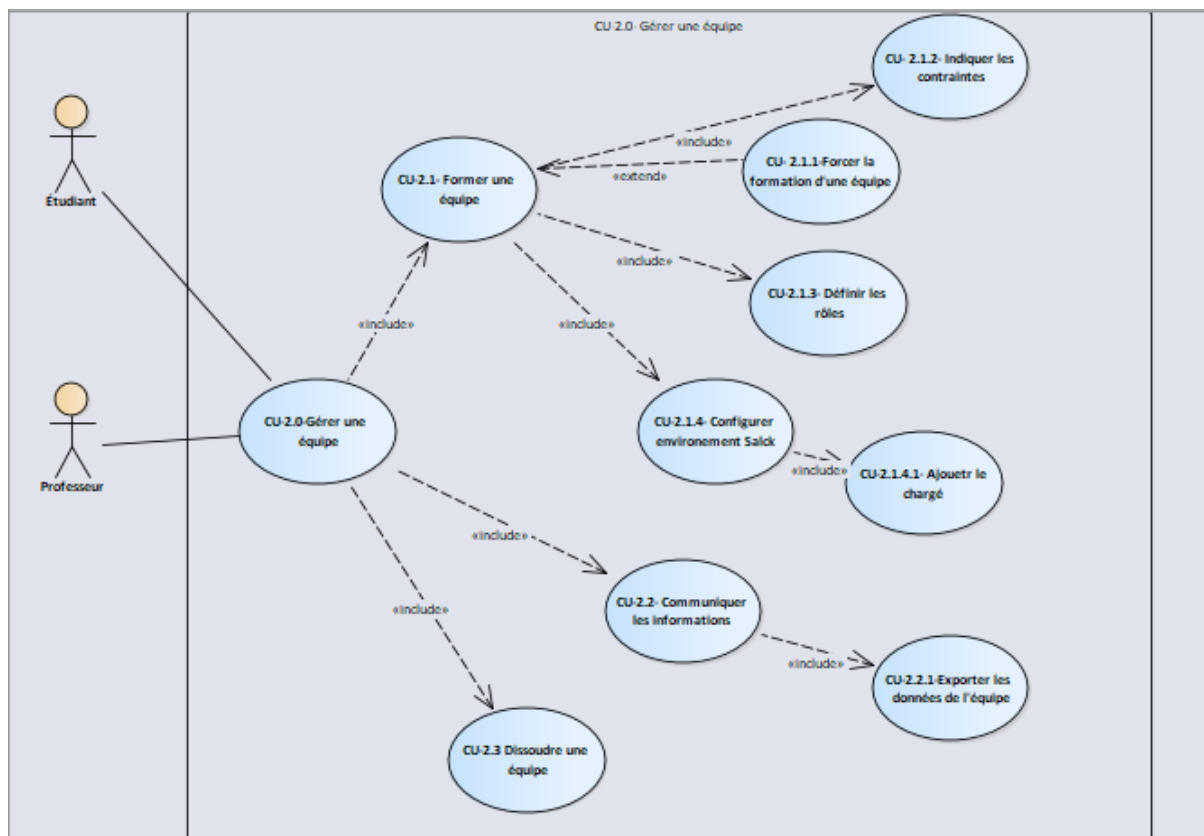 CU-2.0- Gérer une équipe
CU- 2.1.2- Indiquer les
contraintes
«include»
CU- 2.1.1-Forcer la
formation d'une équipe
«extend»
CU-2.1- Former une
équipe
Étudiant
«include»
CU-2.1.3- Définir les
rôles
«include»
«include»
CU-2.0-Gérer une
équipe
CU-2.1.4- Configurer
environement Salck
Professeur
«include»
CU-2.1.4.1- Ajouetr le
chargé
«include»
«include»
CU-2.2- Communiquer
les informations
«include»
CU-2.2.1-Exporter les
données de l'équipe
CU-2.3 Dissoudre une
équipe